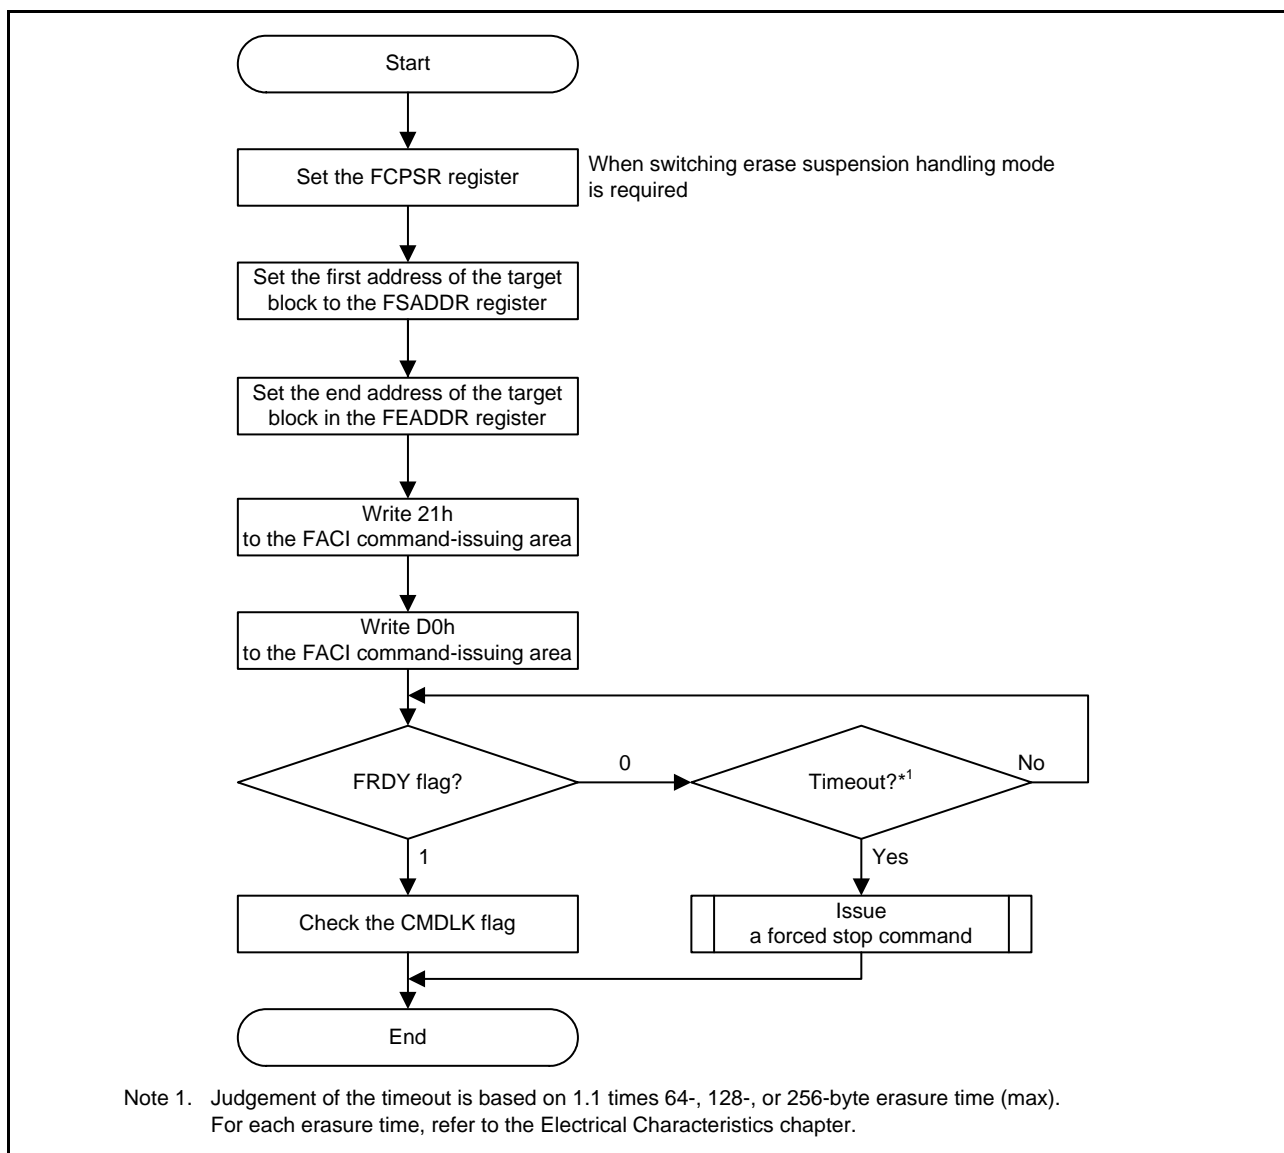 Start
Set the FCPSR register
When switching erase suspension handling mode
is required
Set the first address of the target
block to the FSADDR register
Set the end address of the target
block in the FEADDR register
Write 21h
to the FACI command-issuing area
Write D0h
to the FACI command-issuing area
FRDY flag?
0
Timeout?*1
No
1
Yes
Check the CMDLK flag
Issue
a forced stop command
End
Note 1. Judgement of the timeout is based on 1.1 times 64-, 128-, or 256-byte erasure time (max).
For each erasure time, refer to the Electrical Characteristics chapter.